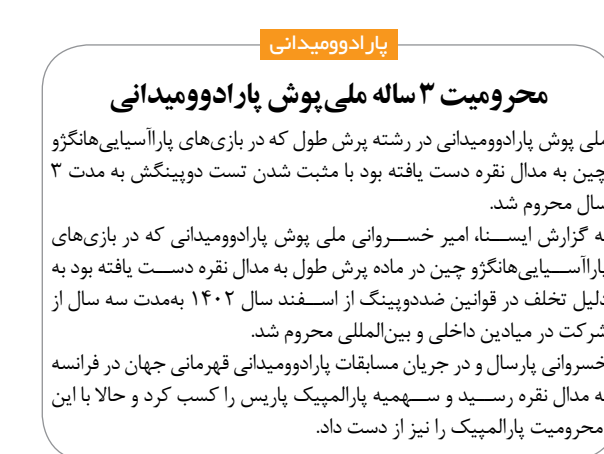 پارادوومیدانی
محرومیت ۳ ساله ملی‌پوش پارادوومیدانی
ملی پوش پارادوومیدانی در رشته پرش طول که در بازی‌های پاراآسیایی‌هانگژو
چین به مدال نقره دست یافته بود با مثبت شدن تست دوپینگش به مدت ۳
سال محروم شد.
به گزارش ایسنا، امیر خسروانی ملی پوش پارادوومیدانی که در بازی‌های
پاراآسیایی‌هانگژو چین در ماده پرش طول به مدال نقره دست یافته بود به
دلیل تخلف در قوانین ضددوپینگ از اسفند سال ۱۴۰۲ به‌مدت سه سال از
شرکت در میادین داخلی و بین‌المللی محروم شد.
خسروانی پارسال و در جریان مسابقات پارادوومیدانی قهرمانی جهان در فرانسه
به مدال نقره رسید و سهمیه پارالمپیک پاریس را کسب کرد و حالا با این
محرومیت پارالمپیک را نیز از دست داد.